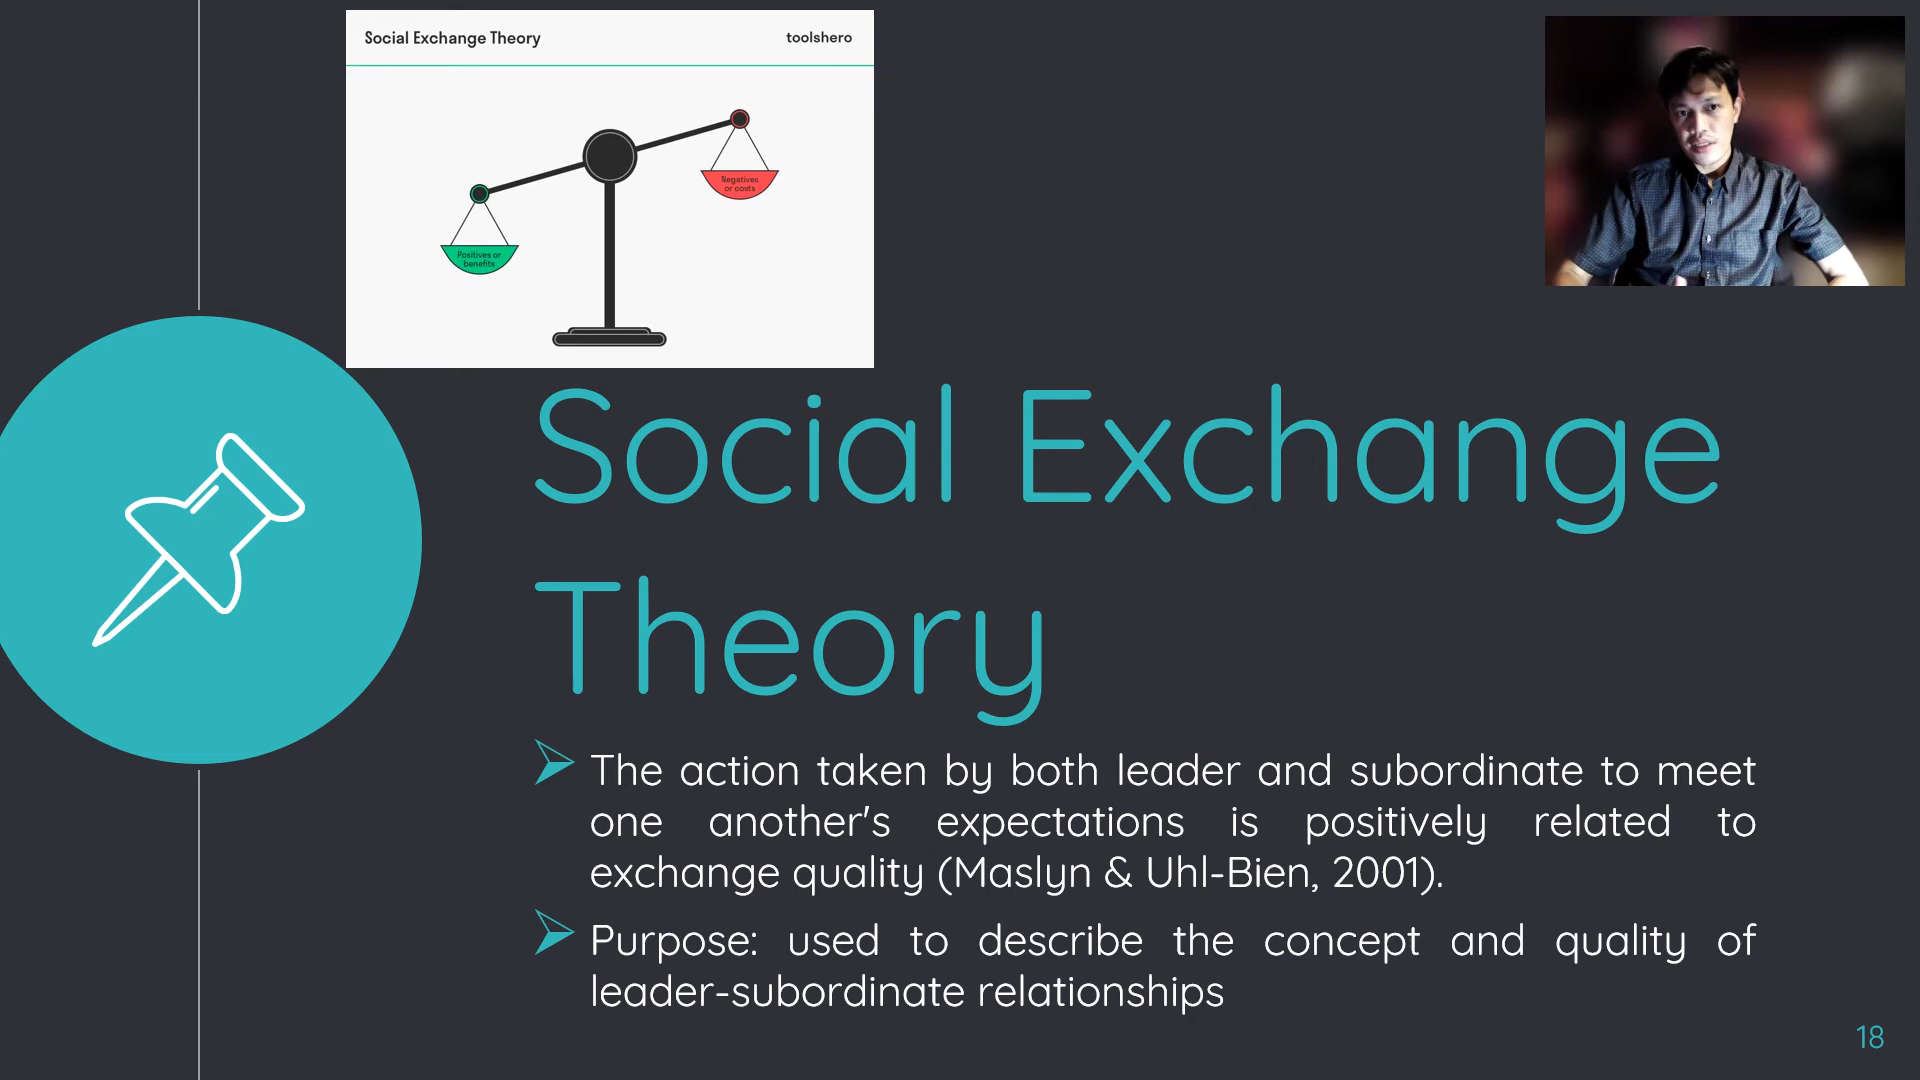 Social Exchange Theory
toolshero
Negatives
or costs
Positives or
benefits
Social Exchange
Theory
The action taken by both leader and subordinate to meet
one another's expectations is positively related to
exchange quality (Maslyn & Uhl-Bien, 2001).
Purpose: used to describe the concept and quality of
leader-subordinate relationships
18